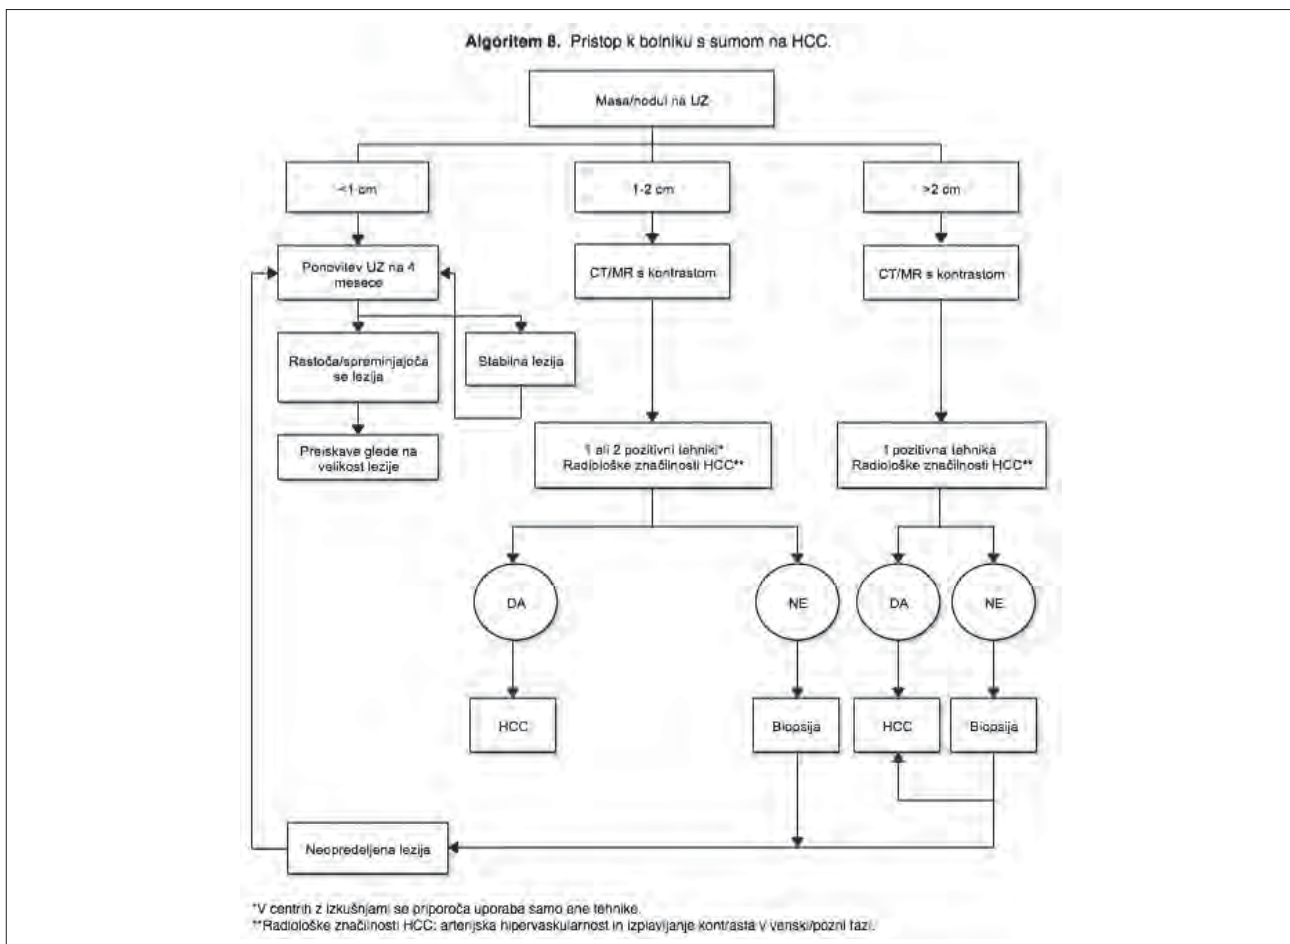 Algoritem 8. Pristop k bolniku s sumom na HCC.
Masa/nodul na UZ
<1 cm
1-2 cm
>2 cm
Ponovitev UZ na 4
mesece
CT/MR s kontrastom
CT/MR s kontrastom
Rastoča/spreminjajoča
se lezija
Stabilna lezija
Preiskave glede na
velikost lezije
1 ali 2 pozitivni tehniki*
Radiološke značilnosti HCC**
1 pozitivna tehnika
Radiološke značilnosti HCC**
DA
NE
DA
NE
HCC
Biopsija
HCC
Biopsija
Neopredeljena lezija
*V centrih z izkušnjami se priporoča uporaba samo ene tehnike.
**Radiološke značilnosti HCC: arterijska hipervaskularnost in izplavljanje kontrasta v venski/pozni fazi.